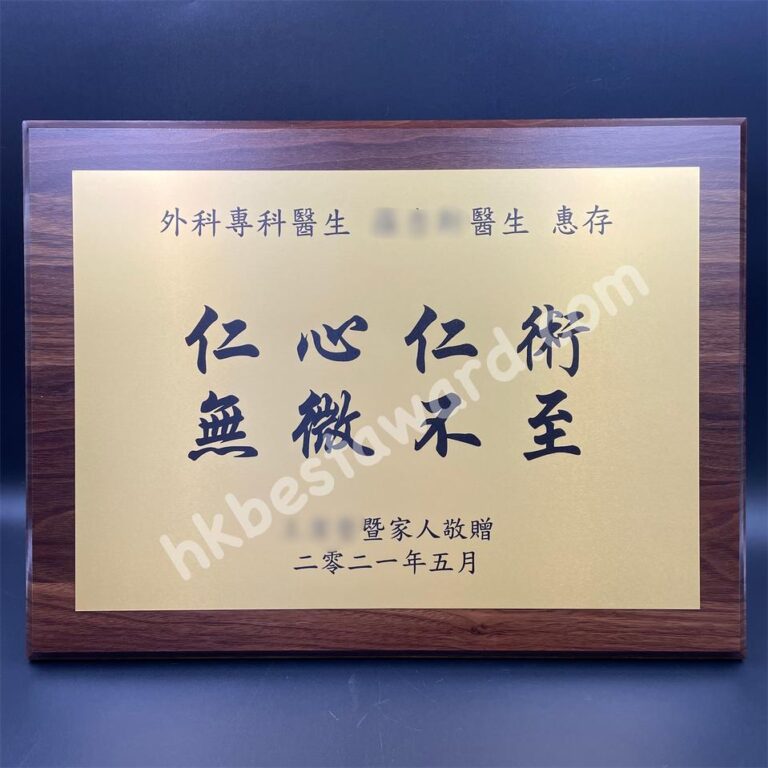 外科專科醫生 醫生 惠存
仁心仁術
無微不至
暨家人敬贈
二零二一年五月
hkbestaward.com